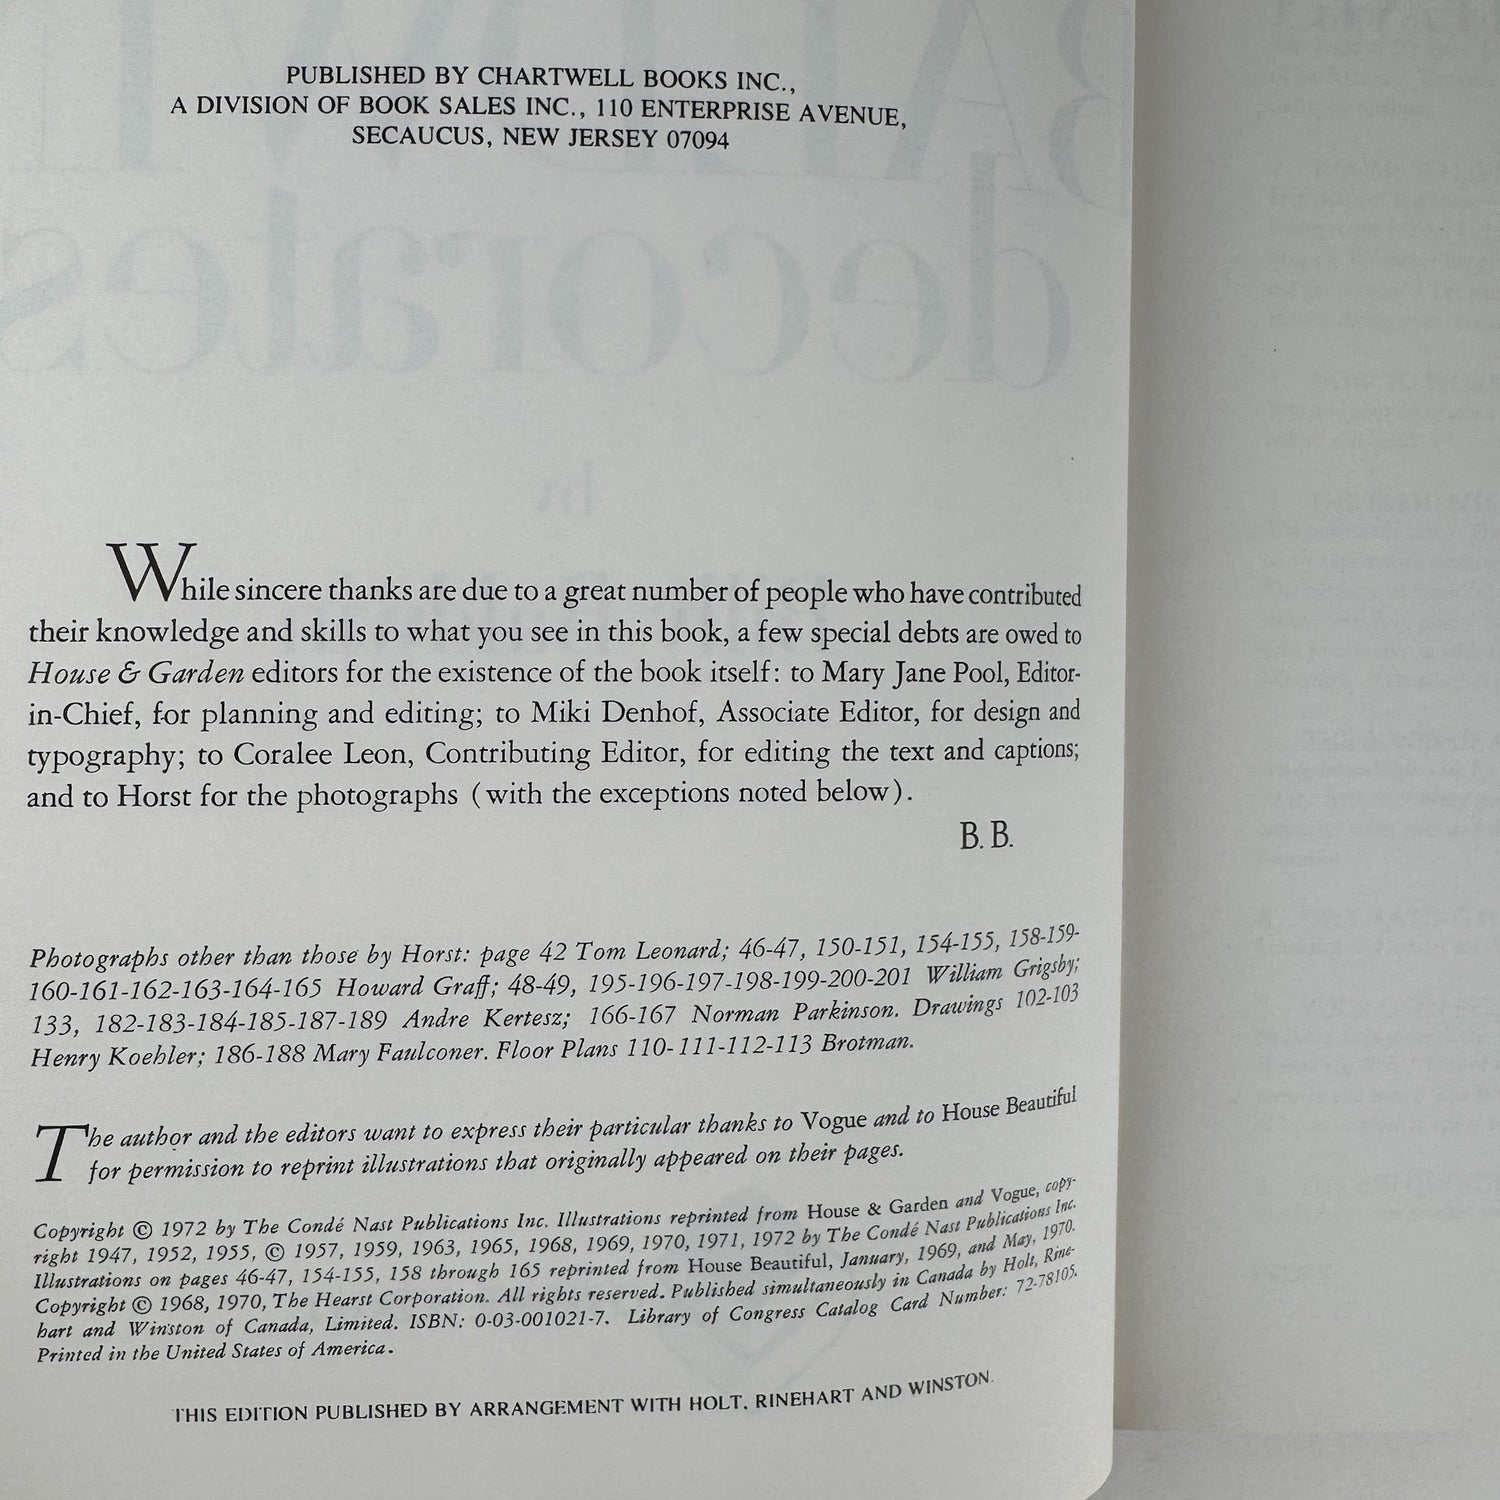 PUBLISHED BY CHARTWELL BOOKS INC.,
A DIVISION OF BOOK SALES INC., 110 ENTERPRISE AVENUE,
SECAUCUS, NEW JERSEY 07094
decorates
by
While sincere thanks are due to a great number of people who have contributed
their knowledge and skills to what you see in this book, a few special debts are owed to
House & Garden editors for the existence of the book itself: to Mary Jane Pool, Editor-
in-Chief, for planning and editing; to Miki Denhof, Associate Editor, for design and
typography; to Coralee Leon, Contributing Editor, for editing the text and captions;
and to Horst for the photographs (with the exceptions noted below).
B. B.
Photographs other than those by Horst: page 42 Tom Leonard; 46-47, 150-151, 154-155, 158-159-
160-161-162-163-164-165 Howard Graff; 48-49, 195-196-197-198-199-200-201 William Grigsby;
133, 182-183-184-185-187-189 Andre Kertesz; 166-167 Norman Parkinson. Drawings 102-103
Henry Koehler; 186-188 Mary Faulconer. Floor Plans 110-111-112-113 Brotman.
The author and the editors want to express their particular thanks to Vogue and to House Beautiful
for permission to reprint illustrations that originally appeared on their pages.
Copyright © 1972 by The Condé Nast Publications Inc. Illustrations reprinted from House & Garden and Vogue, copy-
right 1947, 1952, 1955, © 1957, 1959, 1963, 1965, 1968, 1969, 1970, 1971, 1972 by The Condé Nast Publications Inc.
Illustrations on pages 46-47, 154-155, 158 through 165 reprinted from House Beautiful, January, 1969, and May, 1970.
Copyright © 1968, 1970, The Hearst Corporation. All rights reserved. Published simultaneously in Canada by Holt, Rine-
hart and Winston of Canada, Limited. ISBN: 0-03-001021-7. Library of Congress Catalog Card Number: 72-78105.
Printed in the United States of America.
THIS EDITION PUBLISHED BY ARRANGEMENT WITH HOLT, RINEHART AND WINSTON.